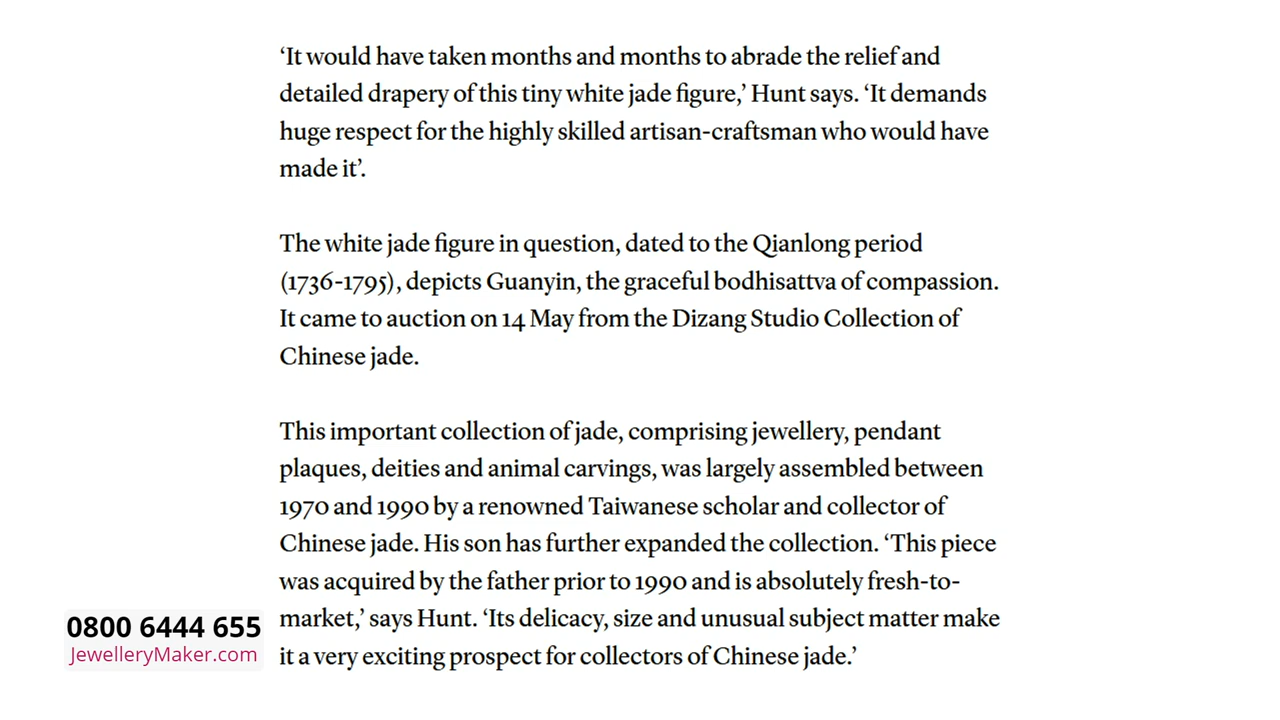 ‘It would have taken months and months to abrade the relief and
detailed drapery of this tiny white jade figure,’ Hunt says. ‘It demands
huge respect for the highly skilled artisan-craftsman who would have
made it’.
The white jade figure in question, dated to the Qianlong period
(1736-1795), depicts Guanyin, the graceful bodhisattva of compassion.
It came to auction on 14 May from the Dizang Studio Collection of
Chinese jade.
This important collection of jade, comprising jewellery, pendant
plaques, deities and animal carvings, was largely assembled between
1970 and 1990 by a renowned Taiwanese scholar and collector of
Chinese jade. His son has further expanded the collection. ‘This piece
was acquired by the father prior to 1990 and is absolutely fresh-to-
market,’ says Hunt. ‘Its delicacy, size and unusual subject matter make
it a very exciting prospect for collectors of Chinese jade.’
0800 6444 655
JewelleryMaker.com